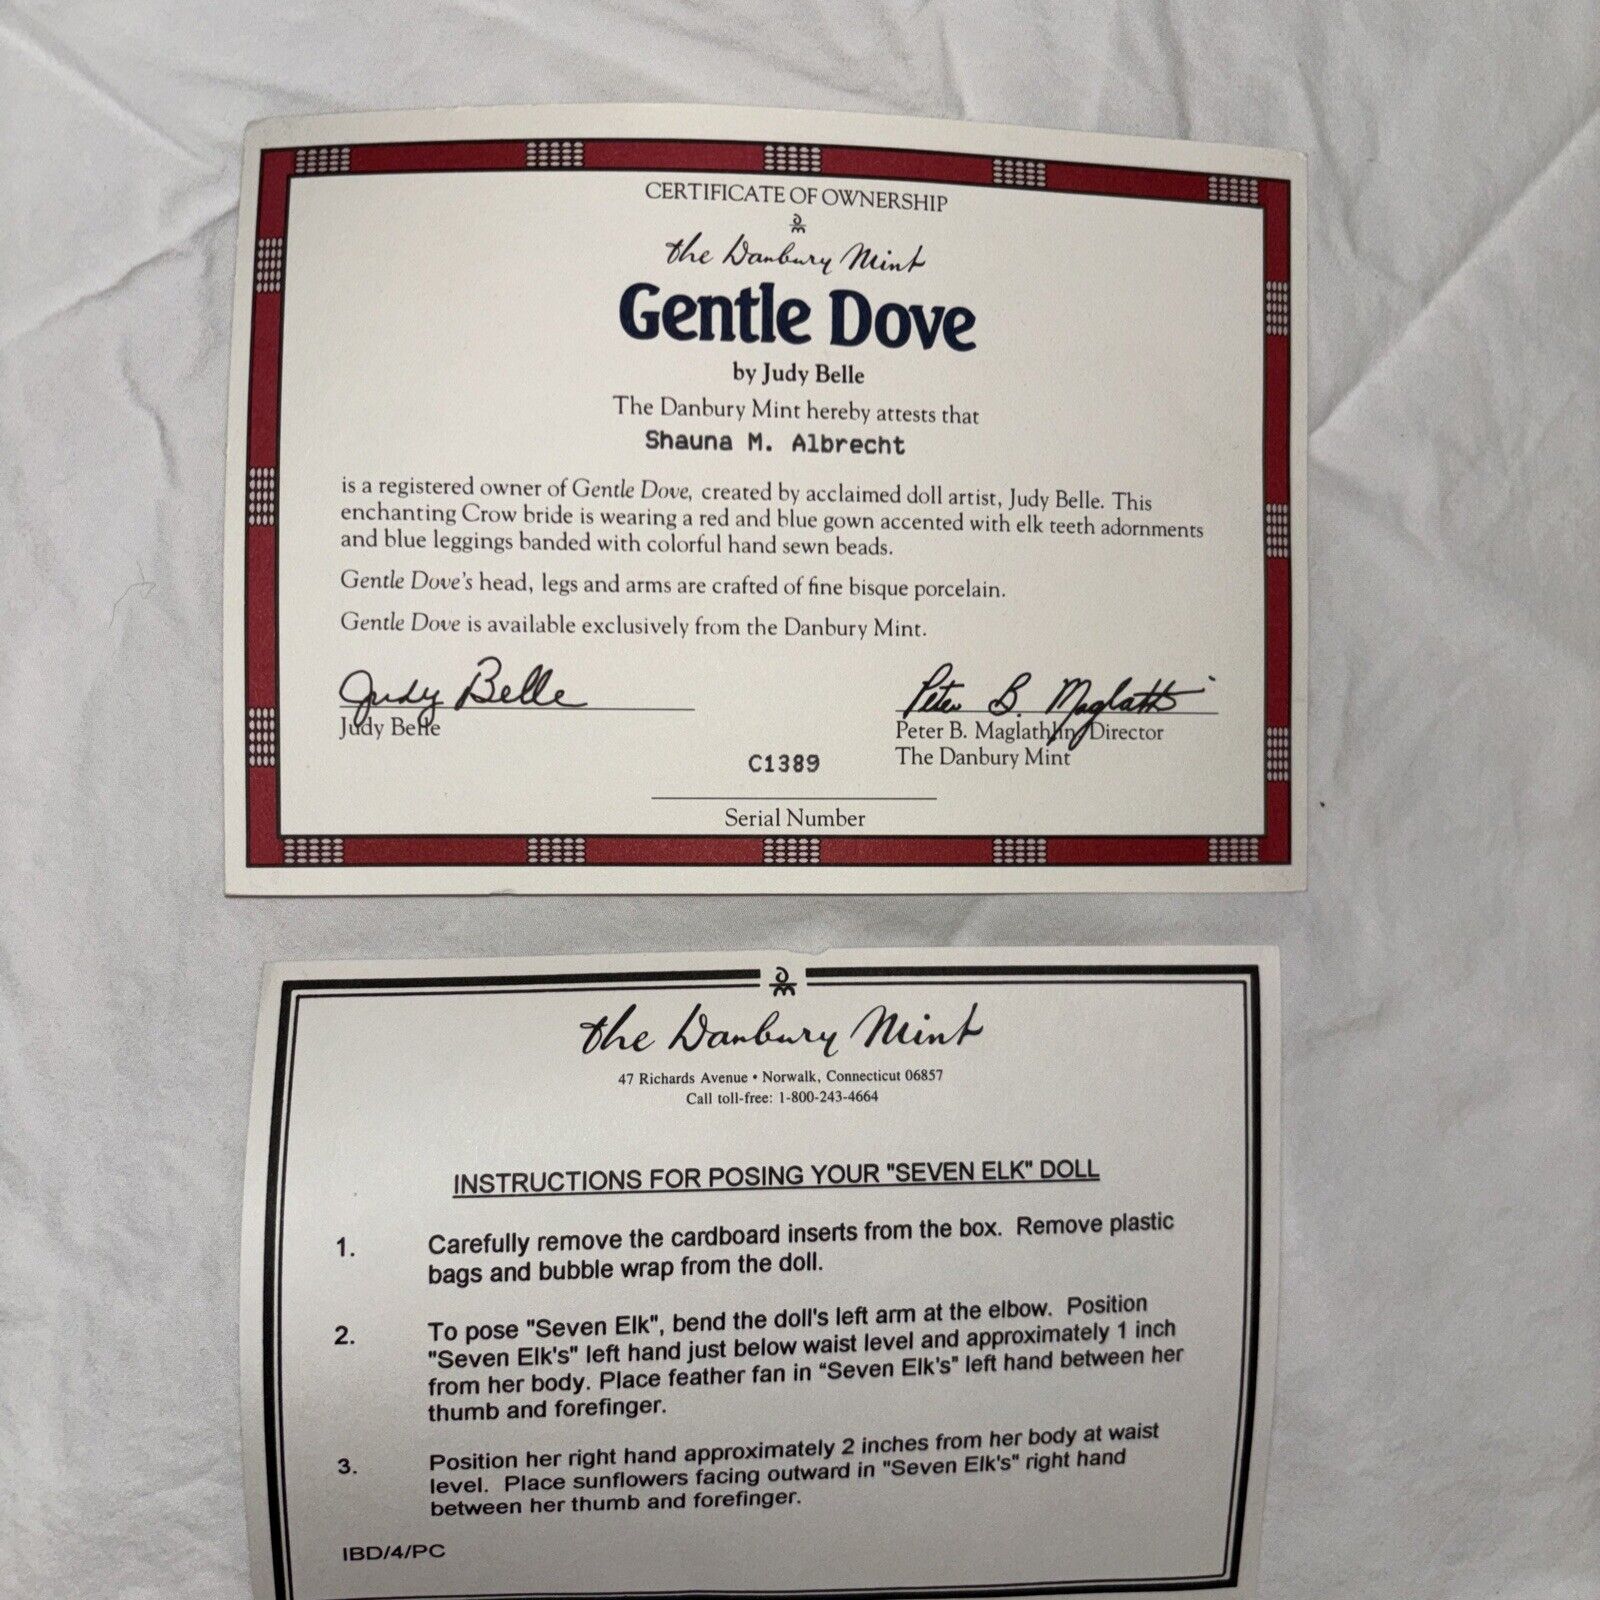 CERTIFICATE OF OWNERSHIP
the Danbury Mint
Gentle Dove
by Judy Belle
The Danbury Mint hereby attests that
Shauna M. Albrecht
is a registered owner of Gentle Dove, created by acclaimed doll artist, Judy Belle. This
enchanting Crow bride is wearing a red and blue gown accented with elk teeth adornments
and blue leggings banded with colorful hand sewn beads.
Gentle Dove's head, legs and arms are crafted of fine bisque porcelain.
Gentle Dove is available exclusively from the Danbury Mint.
Judy Belle
Judy Belle
Peter B. Maglathlin
Peter B. Maglathlin, Director
The Danbury Mint
C1389
Serial Number
the Danbury Mint
47 Richards Avenue • Norwalk, Connecticut 06857
Call toll-free: 1-800-243-4664
INSTRUCTIONS FOR POSING YOUR "SEVEN ELK" DOLL
1. Carefully remove the cardboard inserts from the box. Remove plastic
bags and bubble wrap from the doll.
2. To pose "Seven Elk", bend the doll's left arm at the elbow. Position
"Seven Elk's" left hand just below waist level and approximately 1 inch
from her body. Place feather fan in "Seven Elk's" left hand between her
thumb and forefinger.
3. Position her right hand approximately 2 inches from her body at waist
level. Place sunflowers facing outward in "Seven Elk's" right hand
between her thumb and forefinger.
IBD/4/PC